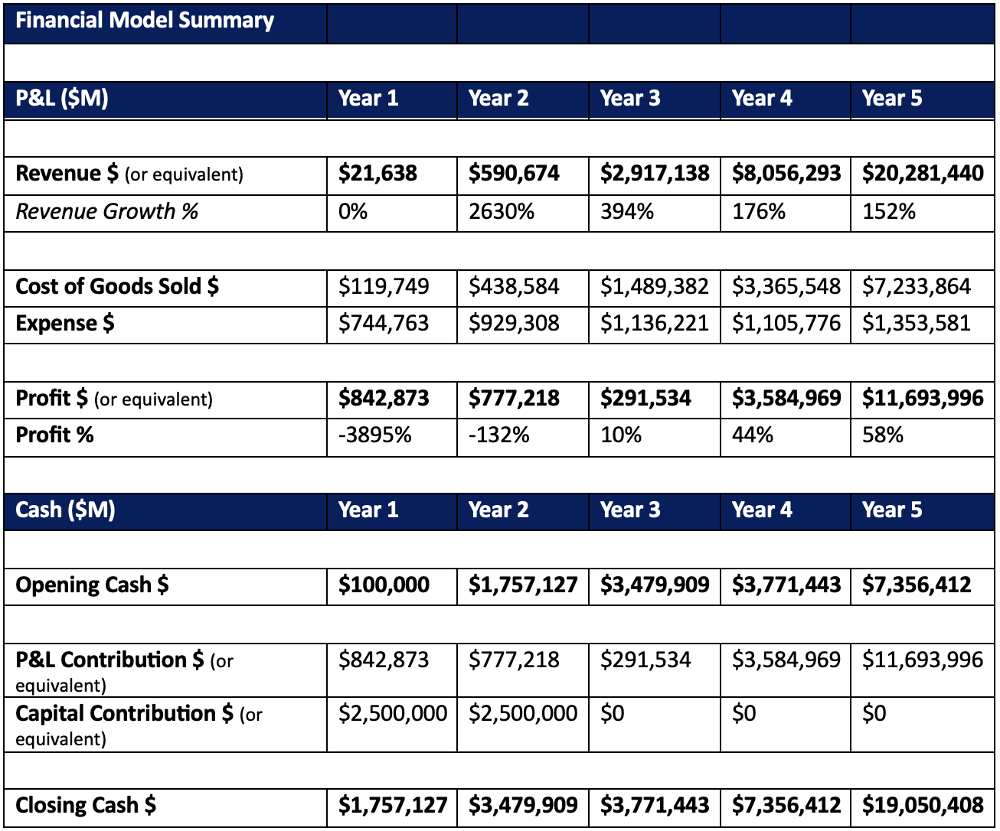 Financial Model Summary
P&L ($M) Year 1 Year 2 Year 3 Year 4 Year 5
Revenue $ (or equivalent) $21,638 $590,674 $2,917,138 $8,056,293 $20,281,440
Revenue Growth % 0% 2630% 394% 176% 152%
Cost of Goods Sold $ $119,749 $438,584 $1,489,382 $3,365,548 $7,233,864
Expense $ $744,763 $929,308 $1,136,221 $1,105,776 $1,353,581
Profit $ (or equivalent) $842,873 $777,218 $291,534 $3,584,969 $11,693,996
Profit % -3895% -132% 10% 44% 58%
Cash ($M) Year 1 Year 2 Year 3 Year 4 Year 5
Opening Cash $ $100,000 $1,757,127 $3,479,909 $3,771,443 $7,356,412
P&L Contribution $ (or $842,873 $777,218 $291,534 $3,584,969 $11,693,996
equivalent)
Capital Contribution $ (or $2,500,000 $2,500,000 $0 $0 $0
equivalent)
Closing Cash $ $1,757,127 $3,479,909 $3,771,443 $7,356,412 $19,050,408